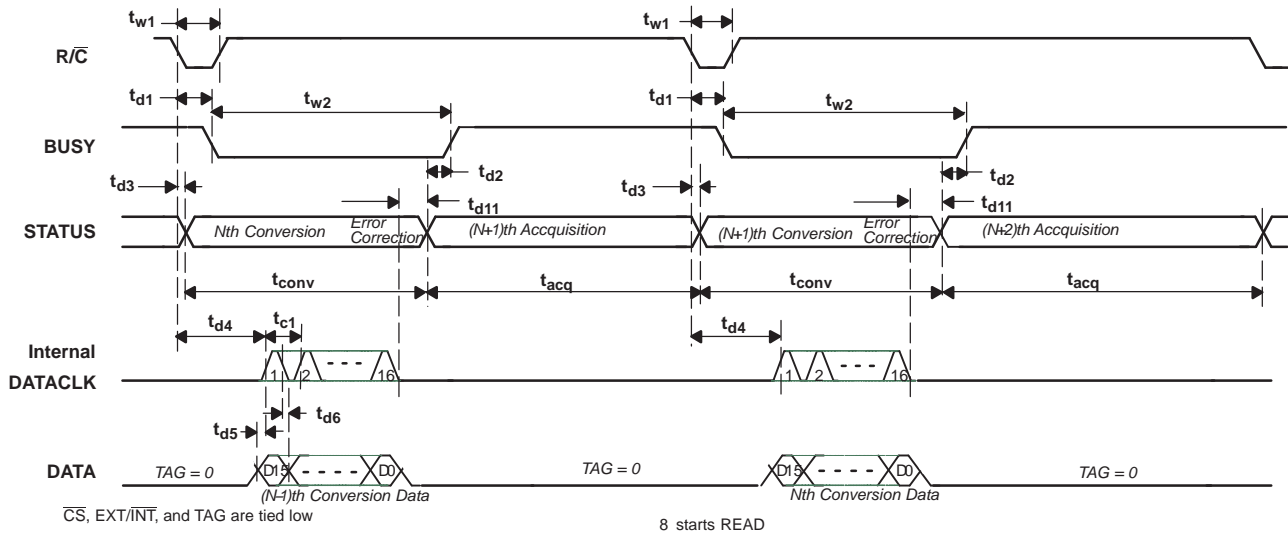 tw1 tw1
R/C̅
td1 tw2 td1 tw2
BUSY
td3 td2 td3 td2
td11 td11
STATUS Nth Conversion Error Correction (N+1)th Accquisition (N+1)th Conversion Error Correction (N+2)th Accquisition
tconv tacq tconv tacq
td4 tc1 td4
Internal DATACLK 1 2 16 1 2 16
td5 td6
DATA TAG = 0 D15 D0 TAG = 0 D15 D0 TAG = 0
(N-1)th Conversion Data Nth Conversion Data
C̅S̅, EXT/I̅N̅T̅, and TAG are tied low
8 starts READ